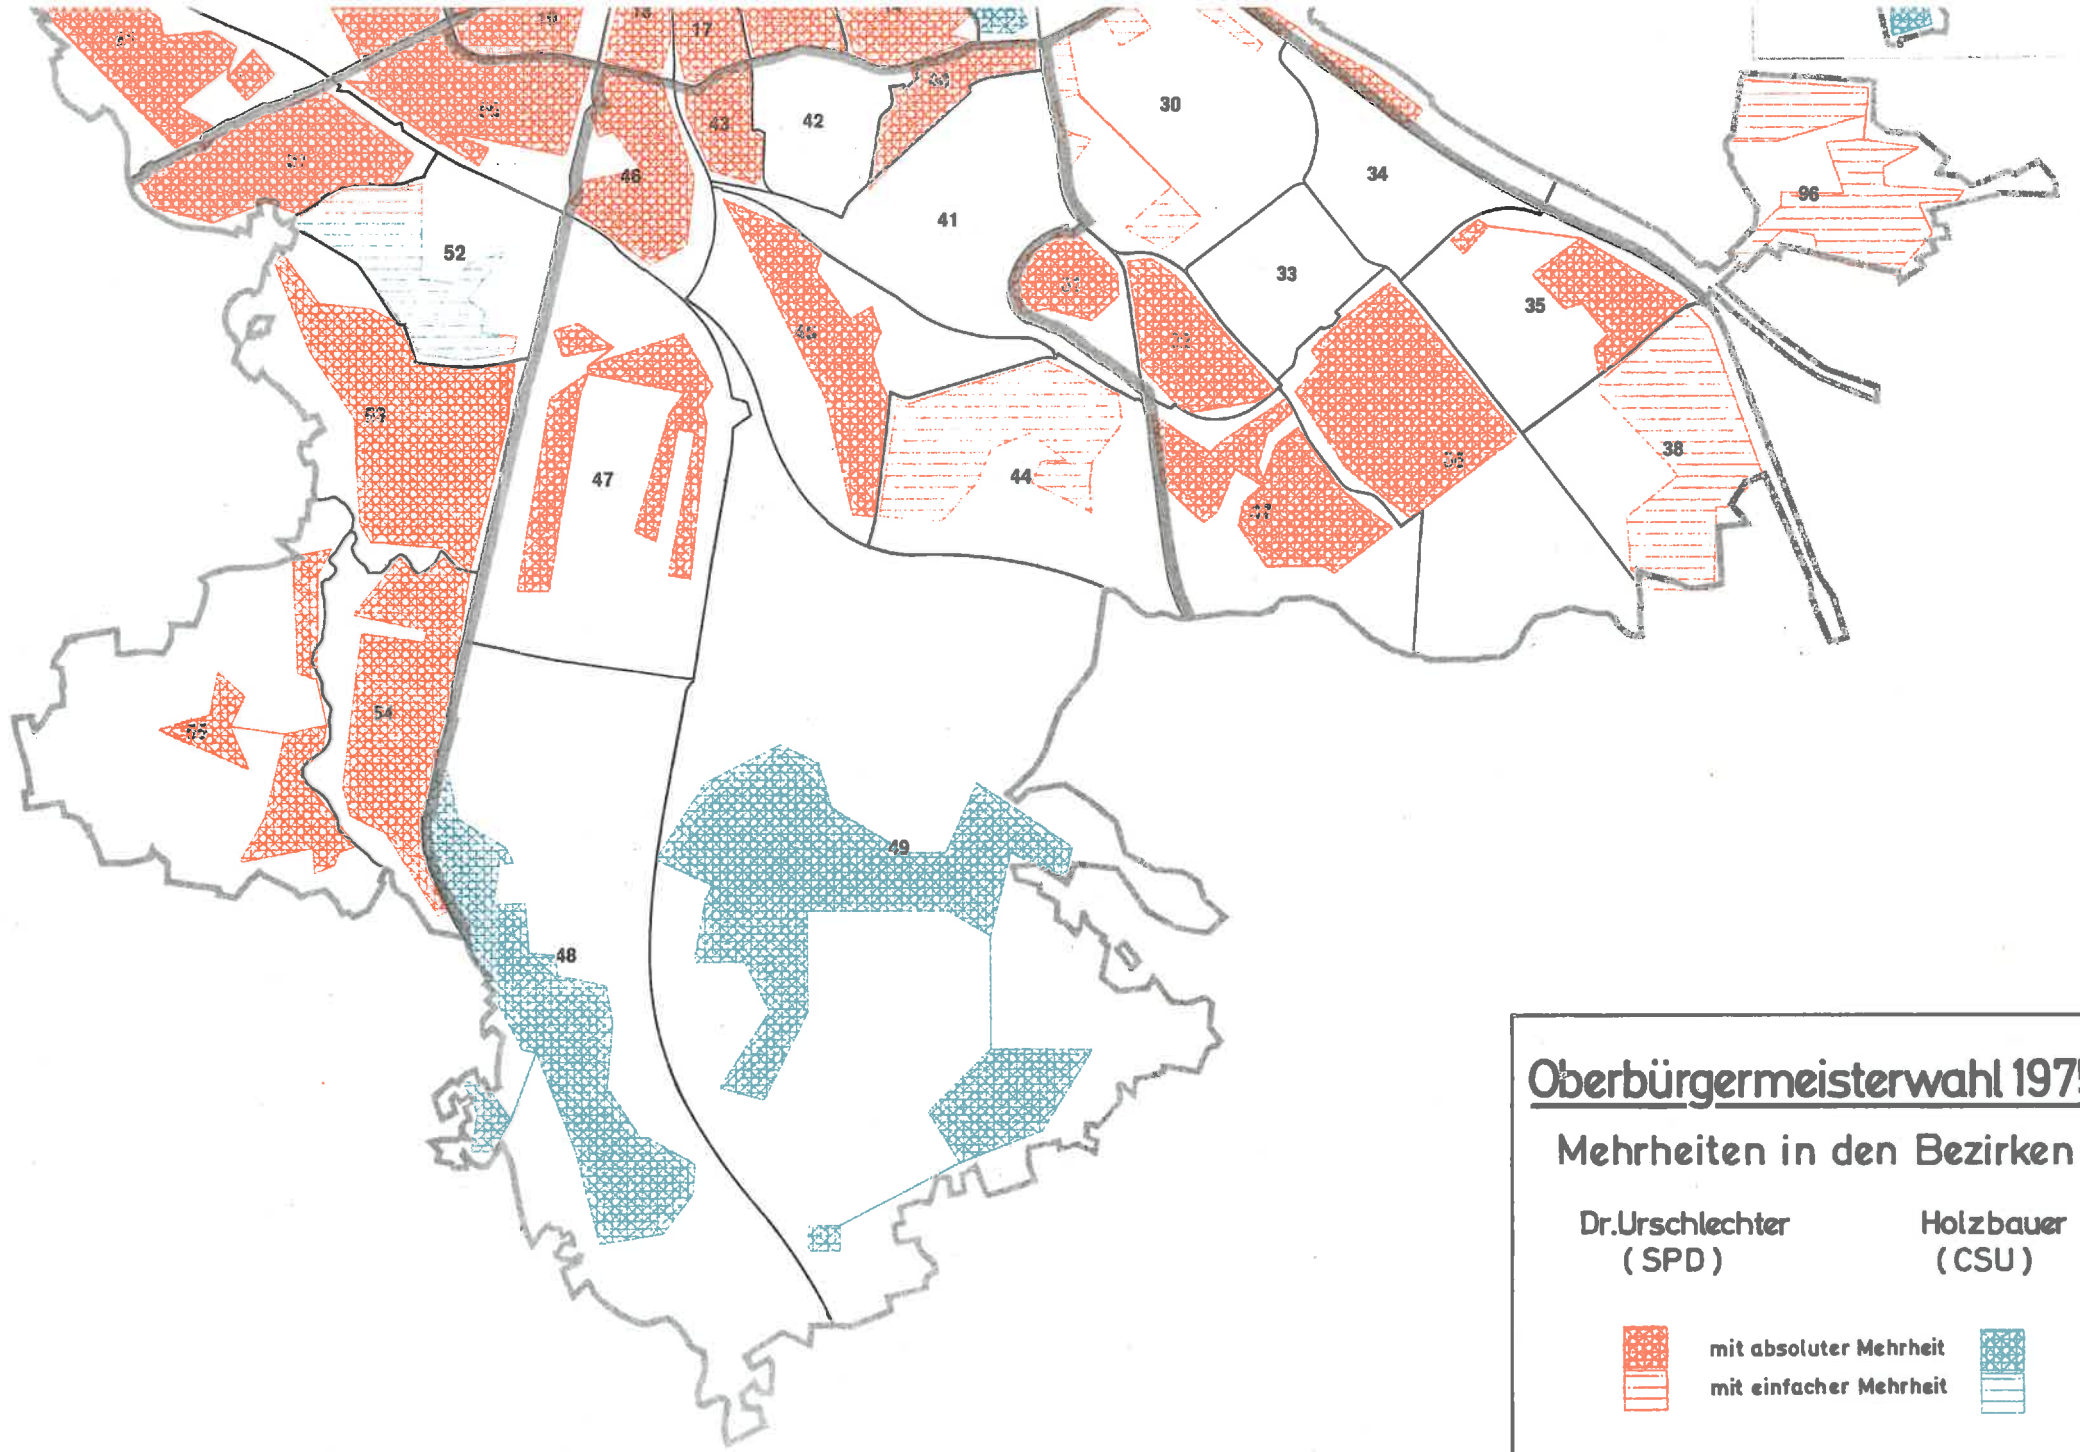 17
43
42
30
34
96
46
41
52
33
35
47
44
38
54
49
48
Oberbürgermeisterwahl 1975
Mehrheiten in den Bezirken
Dr.Urschlechter Holzbauer
(SPD) (CSU)
mit absoluter Mehrheit
mit einfacher Mehrheit